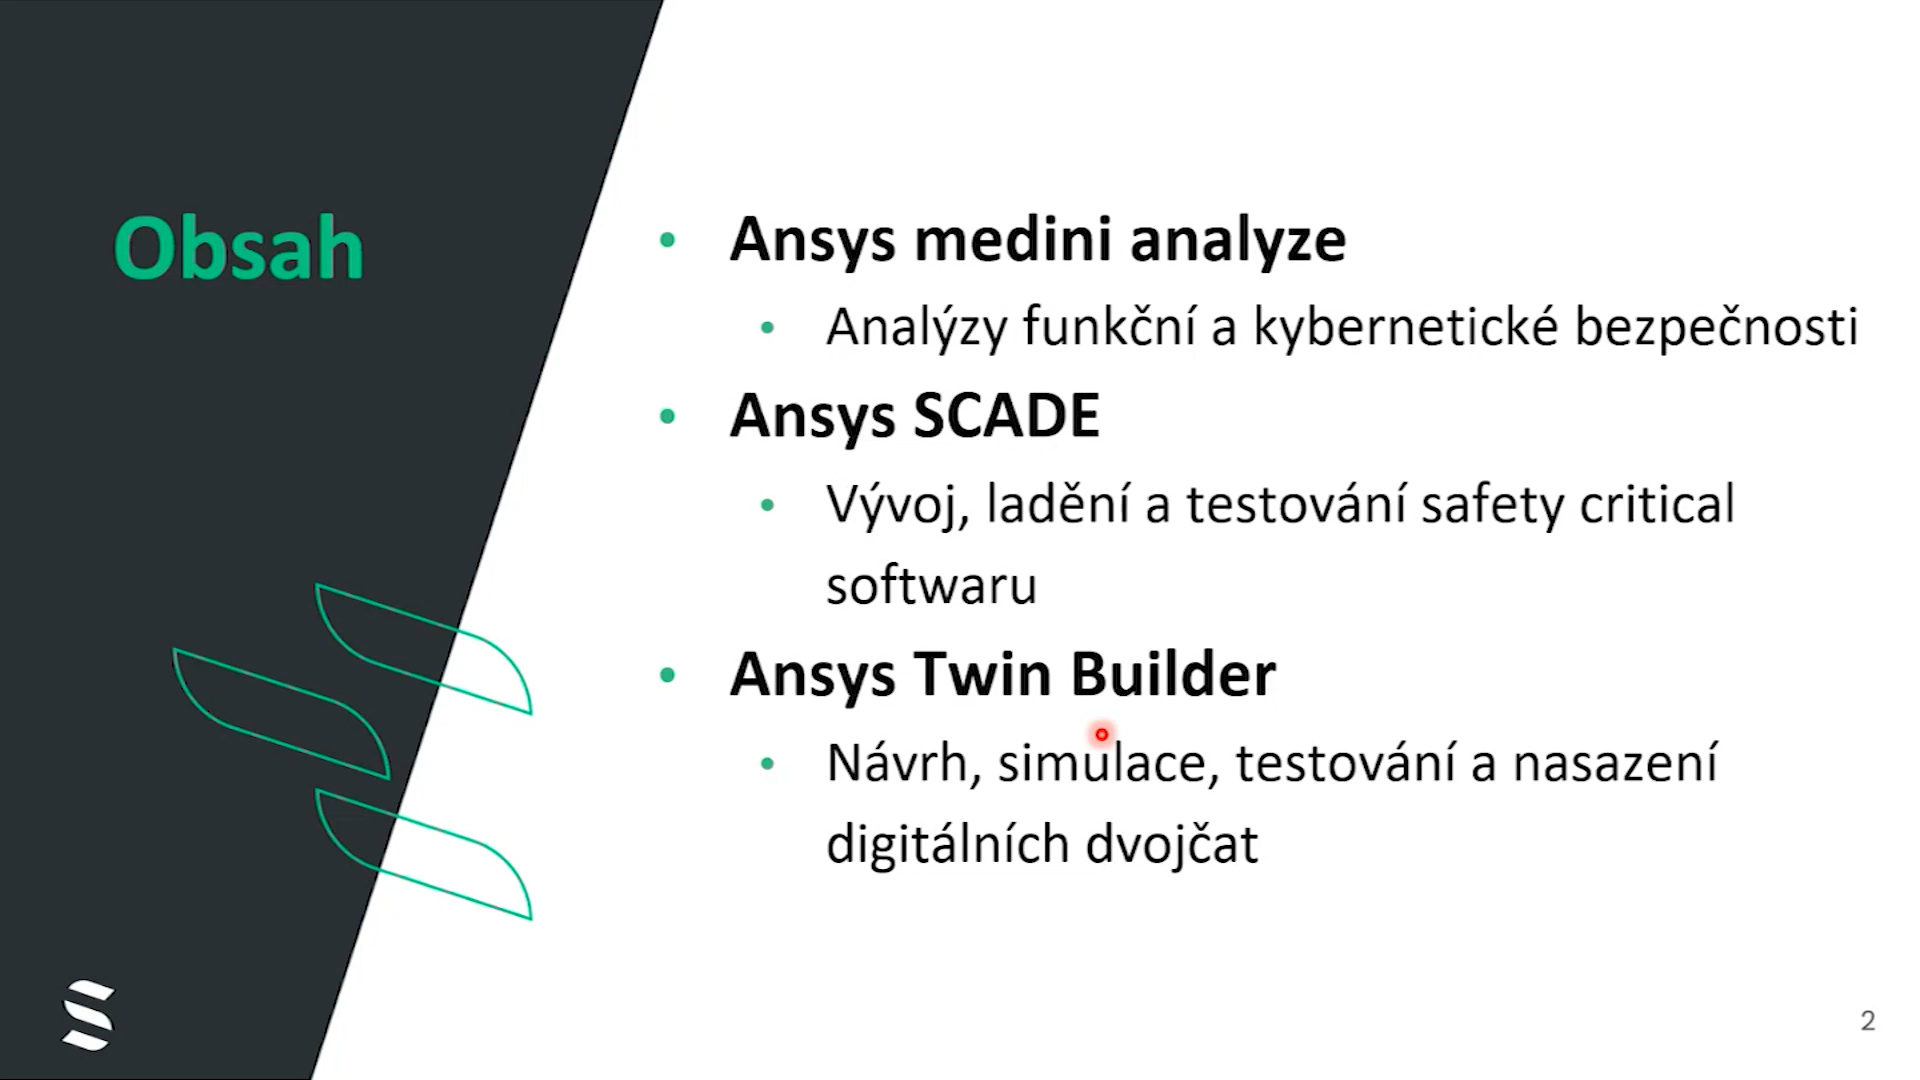 Obsah
Ansys medini analyze
Analýzy funkční a kybernetické bezpečnosti
Ansys SCADE
Vývoj, ladění a testování safety critical
softwaru
Ansys Twin Builder
Návrh, simulace, testování a nasazení
digitálních dvojčat
2